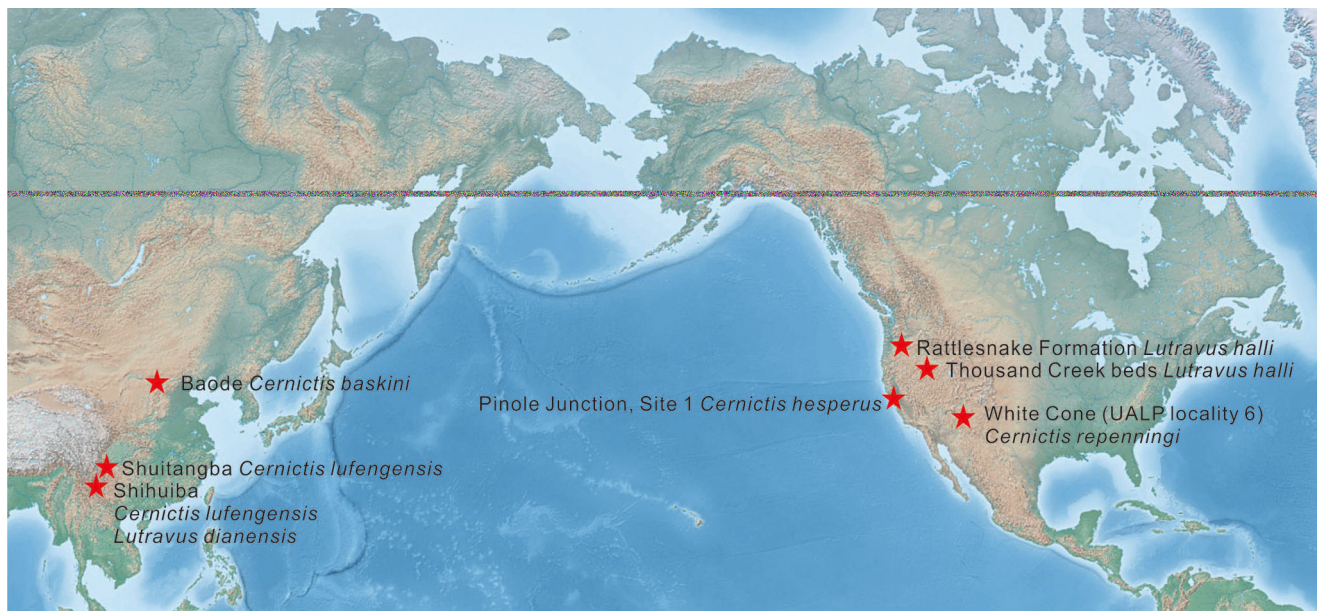 Rattlesnake Formation Lutravus halli
Thousand Creek beds Lutravus halli
Baode Cernictis baskini
Pinole Junction, Site 1 Cernictis hesperus
White Cone (UALP locality 6)
Cernictis repenningi
Shuitangba Cernictis lufengensis
Shihuiba
Cernictis lufengensis
Lutravus dianensis